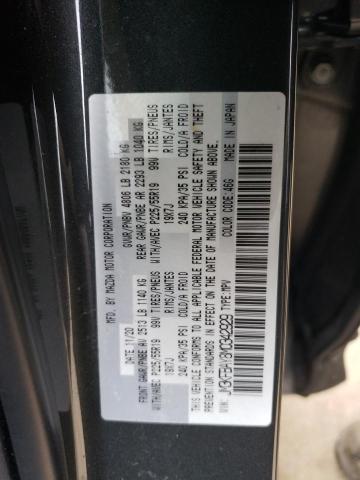 MFD. BY: MAZDA MOTOR CORPORATION
11/20 GVWR/PNBV 4806 LB 2180 KG
FRONT GAWR/PNBE AV 2513 LB 1140 KG REAR GAWR/PNBE AR 2293 LB 1040 KG
WITH/AVEC P225/55R19 99V TIRES/PNEUS WITH/AVEC P225/55R19 99V TIRES/PNEUS
19X7J RIMS/JANTES 19X7J RIMS/JANTES
240 KPA/35 PSI COLD/A FROID 240 KPA/35 PSI COLD/A FROID
THIS VEHICLE CONFORMS TO ALL APPLICABLE FEDERAL MOTOR VEHICLE SAFETY AND THEFT
PREVENTION STANDARDS IN EFFECT ON THE DATE OF MANUFACTURE SHOWN ABOVE.
VIN: TYPE:MPV COLOR CODE:46G MADE IN JAPAN